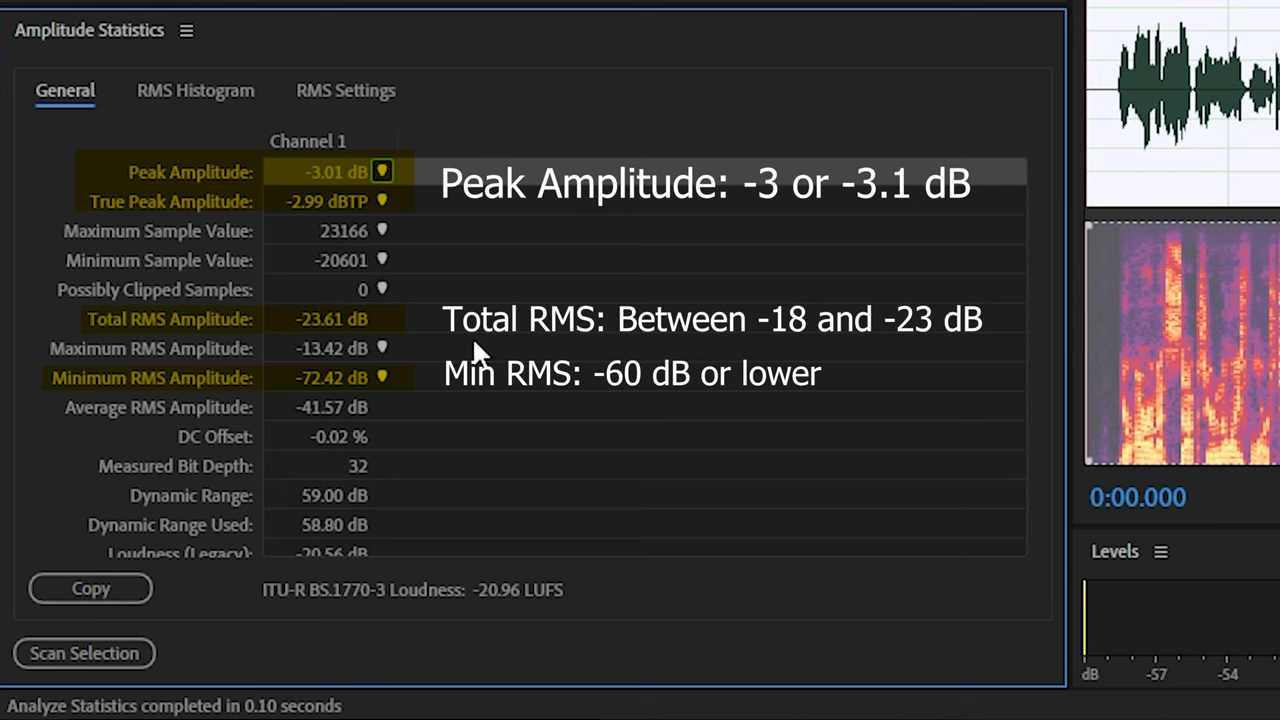 Amplitude Statistics
General RMS Histogram RMS Settings
Channel 1
Peak Amplitude: -3.01 dB
Peak Amplitude: -3 or -3.1 dB
True Peak Amplitude: -2.99 dBTP
Maximum Sample Value: 23166
Minimum Sample Value: -20601
Possibly Clipped Samples: 0
Total RMS Amplitude: -23.61 dB
Total RMS: Between -18 and -23 dB
Maximum RMS Amplitude: -13.42 dB
Minimum RMS Amplitude: -72.42 dB
Min RMS: -60 dB or lower
Average RMS Amplitude: -41.57 dB
DC Offset: -0.02 %
Measured Bit Depth: 32
Dynamic Range: 59.00 dB
Dynamic Range Used: 58.80 dB
Loudness (Legacy): -20.56 dB
Copy
ITU-R BS.1770-3 Loudness: -20.96 LUFS
Scan Selection
Analyze Statistics completed in 0.10 seconds
0:00.000
Levels
dB -57 -54